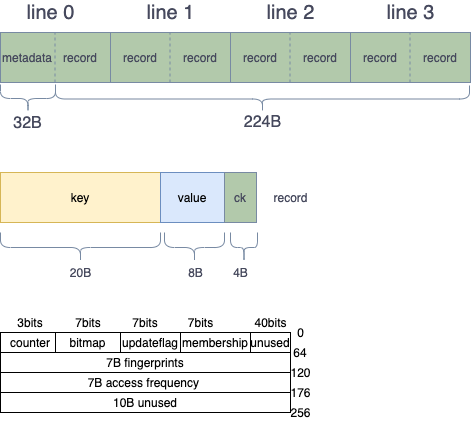 line 0 line 1 line 2 line 3
metadata record record record record record record record
32B 224B
key value ck record
20B 8B 4B
3bits 7bits 7bits 7bits 40bits
0
counter bitmap updateflag membership unused
64
7B fingerprints
120
7B access frequency
176
10B unused
256